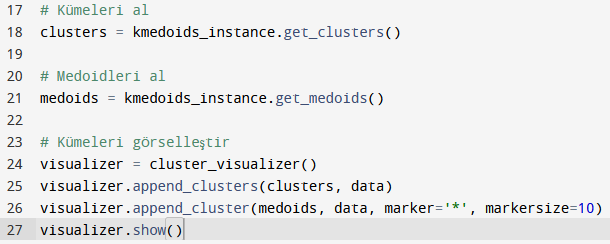 17 # Kümeleri al
18 clusters = kmedoids_instance.get_clusters()
19
20 # Medoidleri al
21 medoids = kmedoids_instance.get_medoids()
22
23 # Kümeleri görselleştir
24 visualizer = cluster_visualizer()
25 visualizer.append_clusters(clusters, data)
26 visualizer.append_cluster(medoids, data, marker='*', markersize=10)
27 visualizer.show()